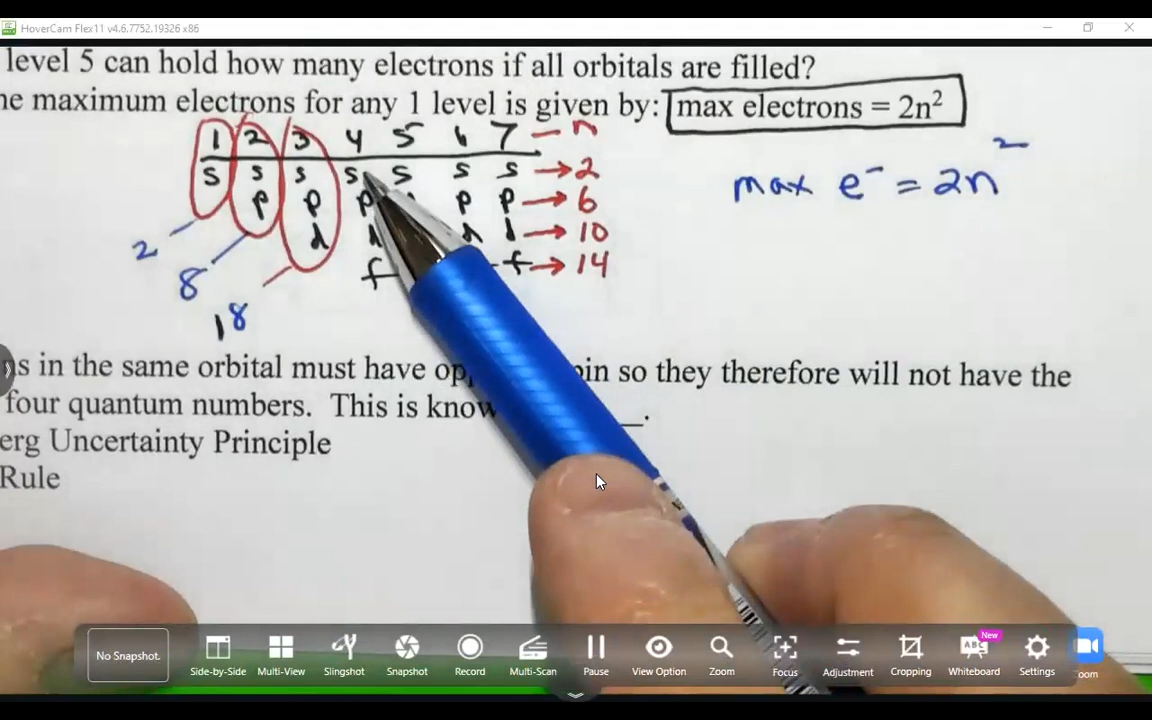 HoverCam Flex11 v4.6.7752.19326 x86
level 5 can hold how many electrons if all orbitals are filled?
he maximum electrons for any 1 level is given by: max electrons = 2n²
1 2 3 4 5 6 7 – n
s s s s s s s → 2
p p p p p → 6
d d d d → 10
f f → 14
max e⁻ = 2n²
2
8
18
ns in the same orbital must have op pin so they therefore will not have the
four quantum numbers. This is know __.
erg Uncertainty Principle
Rule
No Snapshot.
Side-by-Side Multi-View Slingshot Snapshot Record Multi-Scan Pause View Option Zoom Focus Adjustment Cropping ABC New Whiteboard Settings oom